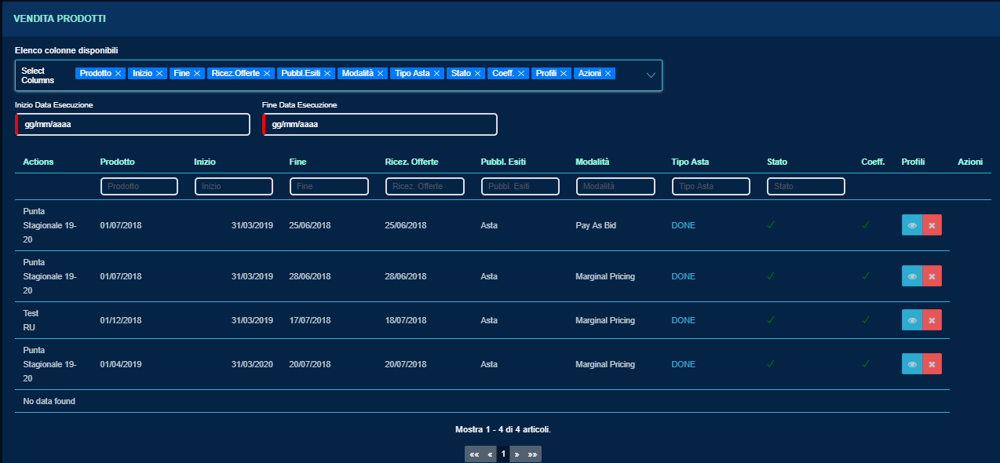 VENDITA PRODOTTI
Elenco colonne disponibili
Select Columns Prodotto Inizio Fine Ricez.Offerte Pubbl.Esiti Modalità Tipo Asta Stato Coeff. Profili Azioni
Inizio Data Esecuzione Fine Data Esecuzione
gg/mm/aaaa gg/mm/aaaa
Actions Prodotto Inizio Fine Ricez. Offerte Pubbl. Esiti Modalità Tipo Asta Stato Coeff. Profili Azioni
Prodotto Inizio Fine Ricez. Offerte Pubbl. Esiti Modalità Tipo Asta Stato
Punta
Stagionale 19- 01/07/2018 31/03/2019 25/06/2018 25/06/2018 Asta Pay As Bid DONE
20
Punta
Stagionale 19- 01/07/2018 31/03/2019 28/06/2018 28/06/2018 Asta Marginal Pricing DONE
20
Test
RU 01/12/2018 31/03/2019 17/07/2018 18/07/2018 Asta Marginal Pricing DONE
Punta
Stagionale 19- 01/04/2019 31/03/2020 20/07/2018 20/07/2018 Asta Marginal Pricing DONE
20
No data found
Mostra 1 - 4 di 4 articoli.
«« « 1 » »»